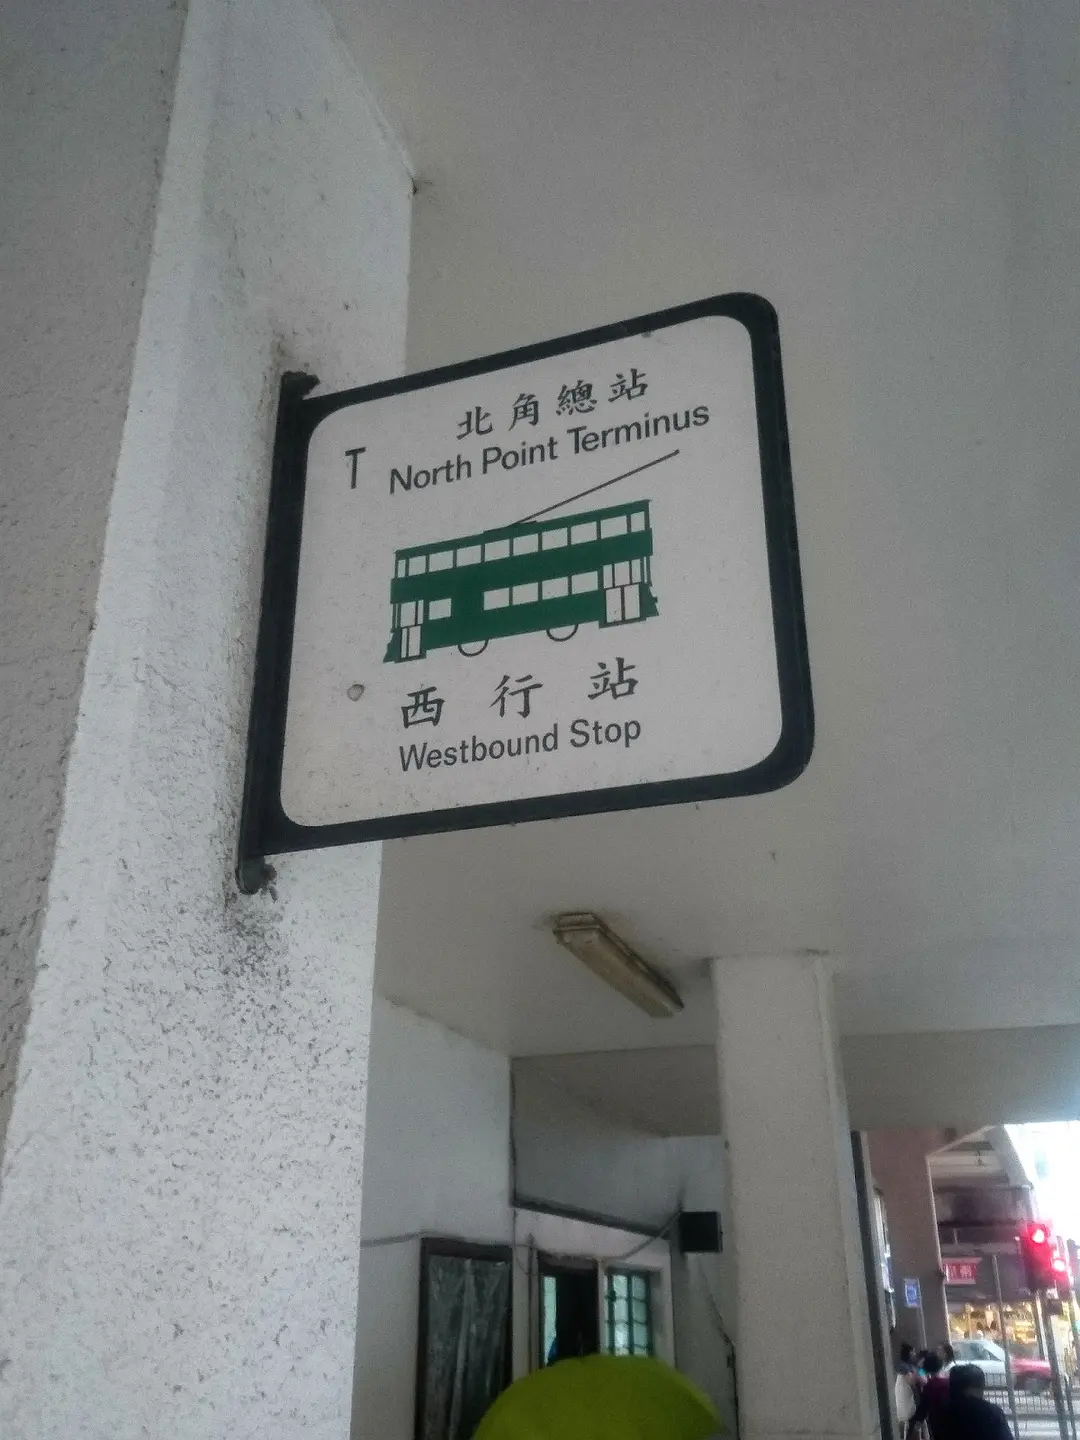 北角總站
T North Point Terminus
西行站
Westbound Stop